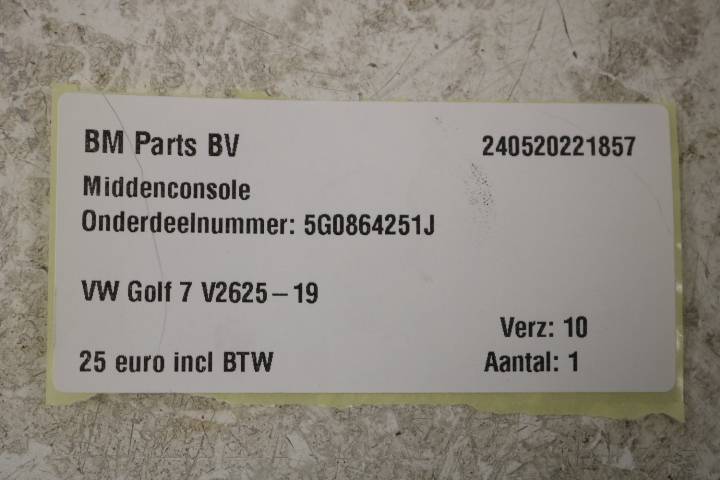 BM Parts BV 240520221857
Middenconsole
Onderdeelnummer: 5G0864251J
VW Golf 7 V2625-19
Verz: 10
25 euro incl BTW Aantal: 1